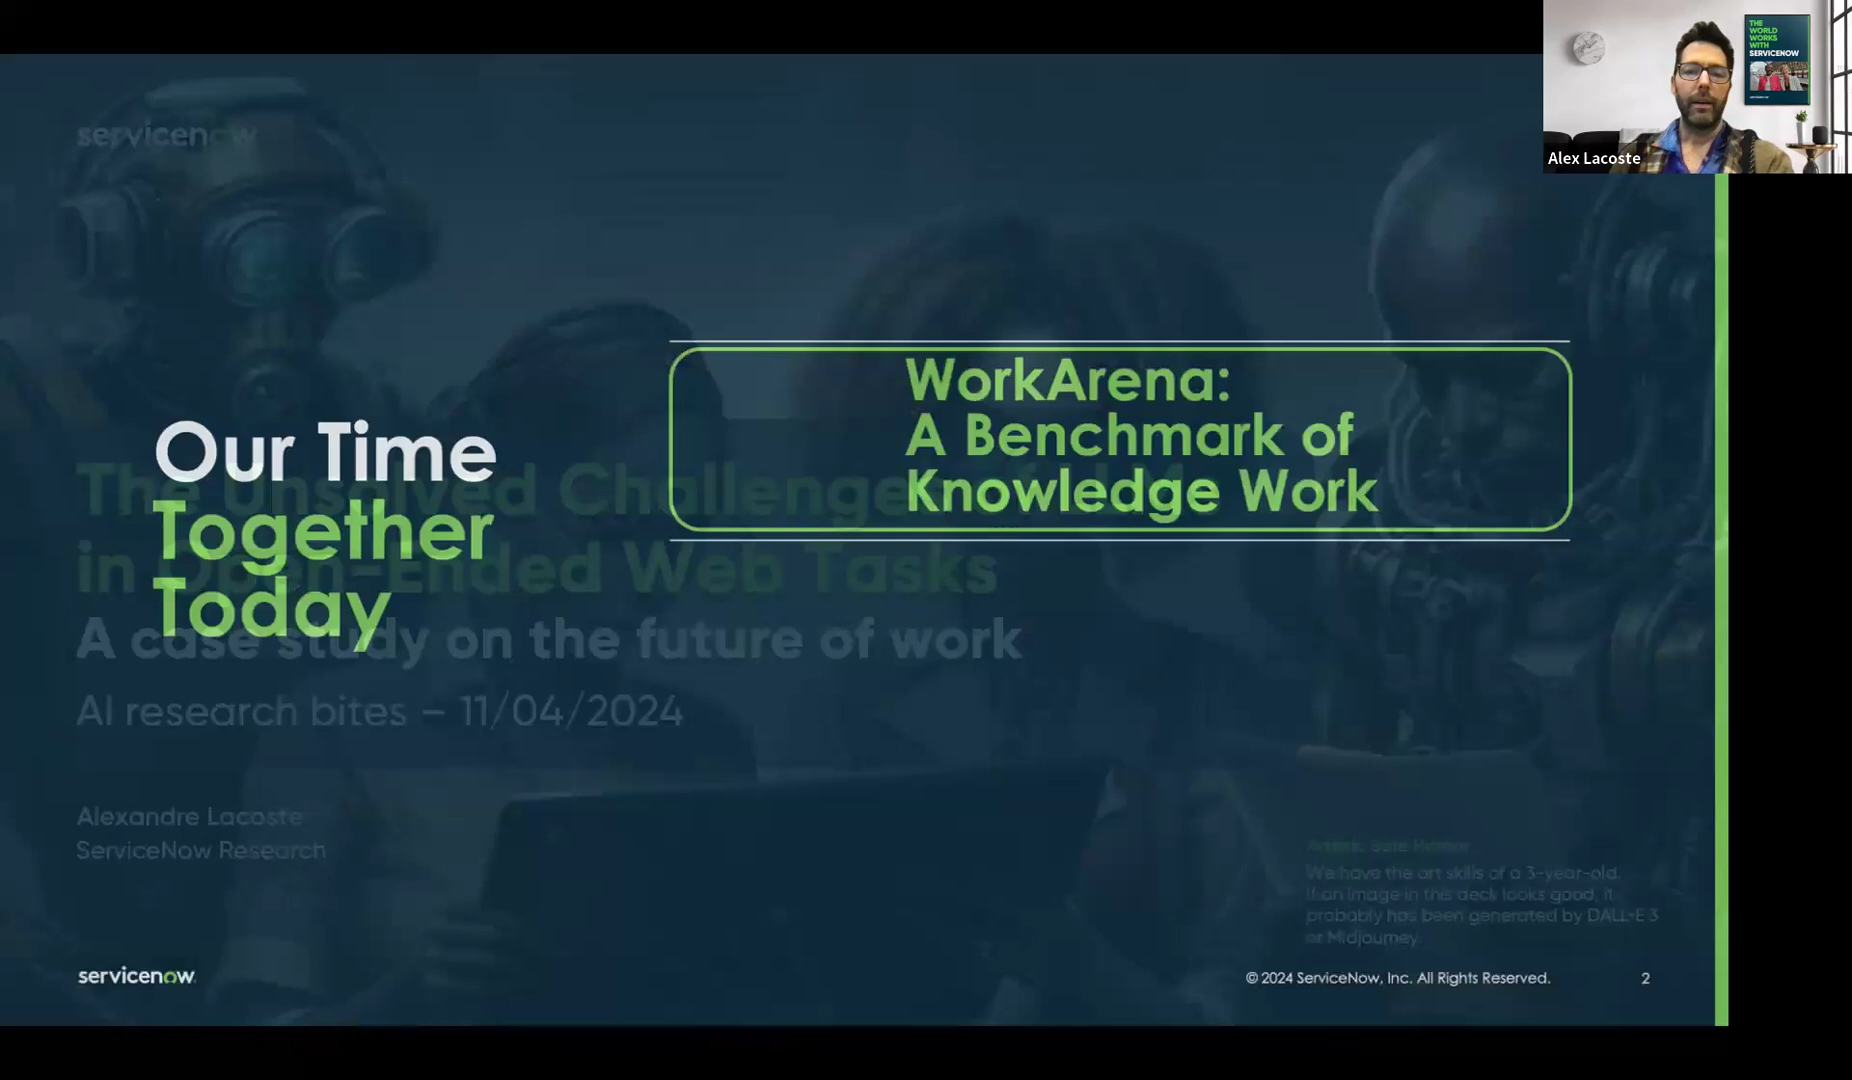 THE
WORLD
WORKS
WITH
SERVICENOW
Alex Lacoste
servicenow
WorkArena:
A Benchmark of
Knowledge Work
Our Time
Together
Today
The Unsolved Challenges of LLMs
in Open-Ended Web Tasks
A case study on the future of work
AI research bites – 11/04/2024
Alexandre Lacoste
ServiceNow Research
We have the art skills of a 3-year-old.
If an image in this deck looks good, it
probably has been generated by DALL-E 3
or Midjourney.
servicenow
© 2024 ServiceNow, Inc. All Rights Reserved.
2